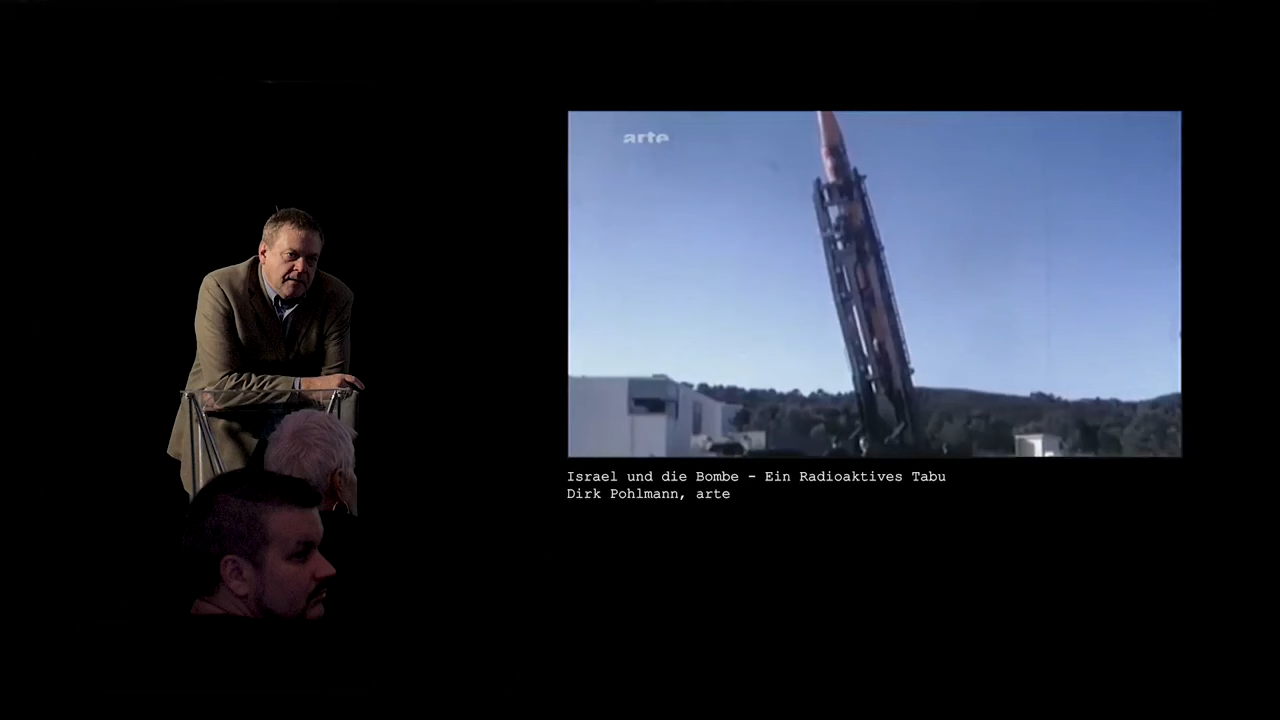 arte
Israel und die Bombe - Ein Radioaktives Tabu
Dirk Pohlmann, arte